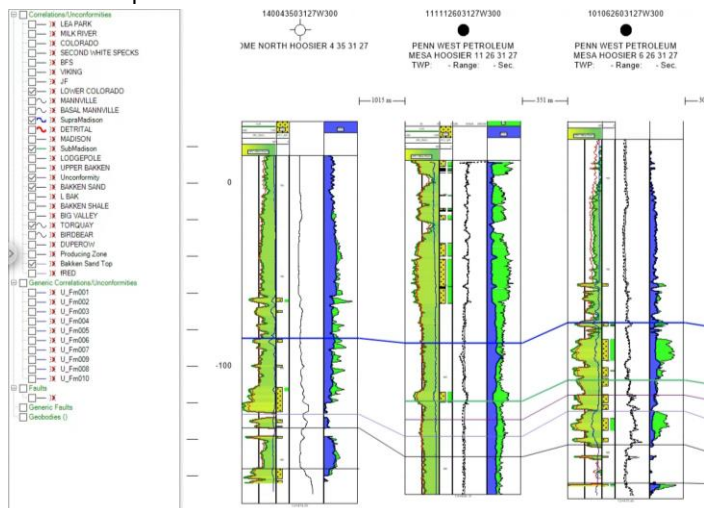 Correlations/Unconformities
LEA PARK
MILK RIVER
COLORADO
SECOND WHITE SPECKS
BFS
VIKING
JF
LOWER COLORADO
MANNVILLE
BASAL MANNVILLE
SupraMadison
DETRITAL
MADISON
SubMadison
LODGEPOLE
UPPER BAKKEN
Unconformity
BAKKEN SAND
L BAK
BAKKEN SHALE
BIG VALLEY
TORQUAY
BIRDBEAR
DUPEROW
Producing Zone
Bakken Sand Top
fRED
Generic Correlations/Unconformities
U_Fm001
U_Fm002
U_Fm003
U_Fm004
U_Fm005
U_Fm006
U_Fm007
U_Fm009
U_Fm008
U_Fm010
Faults
Generic Faults
Geobodies ()
140043503127W300
OME NORTH HOOSIER 4 35 31 27
111112603127W300
PENN WEST PETROLEUM
MESA HOOSIER 11 26 31 27
TWP: - Range: - Sec.
101062603127W300
PENN WEST PETROLEUM
MESA HOOSIER 6 26 31 27
TWP: - Range: - Sec.
1015 m
351 m
0
-100